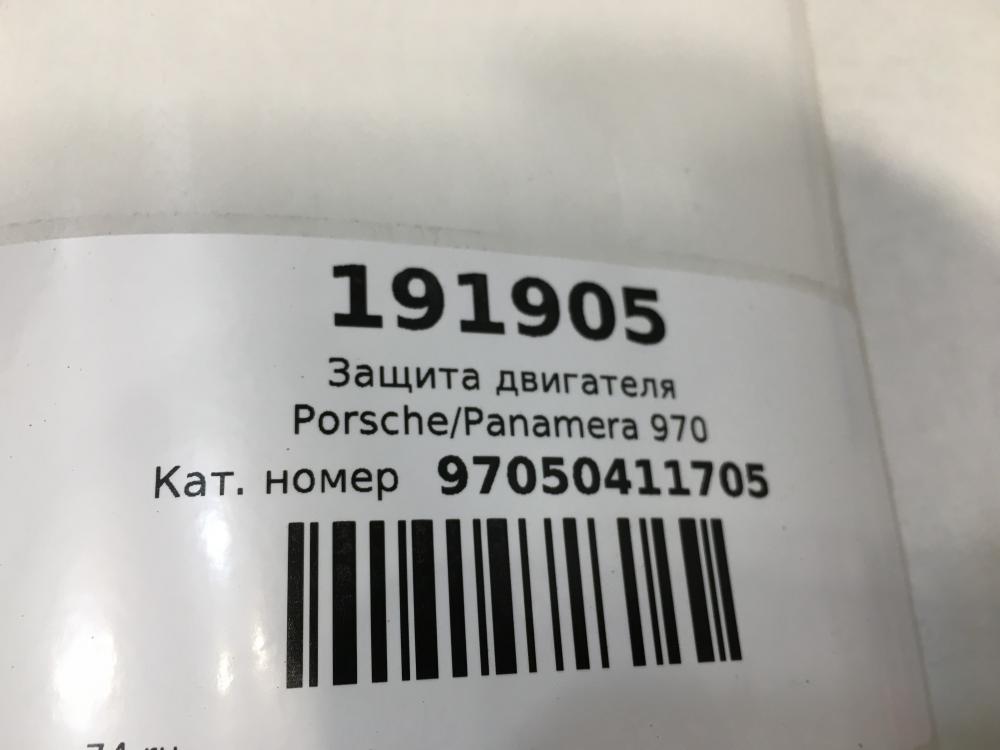 191905
Защита двигателя
Porsche/Panamera 970
Кат. номер 97050411705